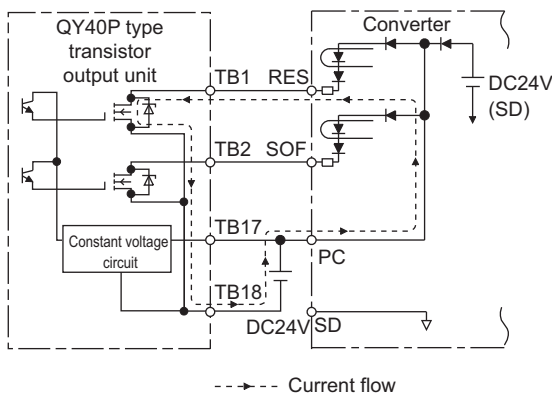 QY40P type
transistor
output unit
Converter
TB1 RES
DC24V
(SD)
TB2 SOF
TB17
Constant voltage
circuit
PC
TB18
DC24V SD
Current flow